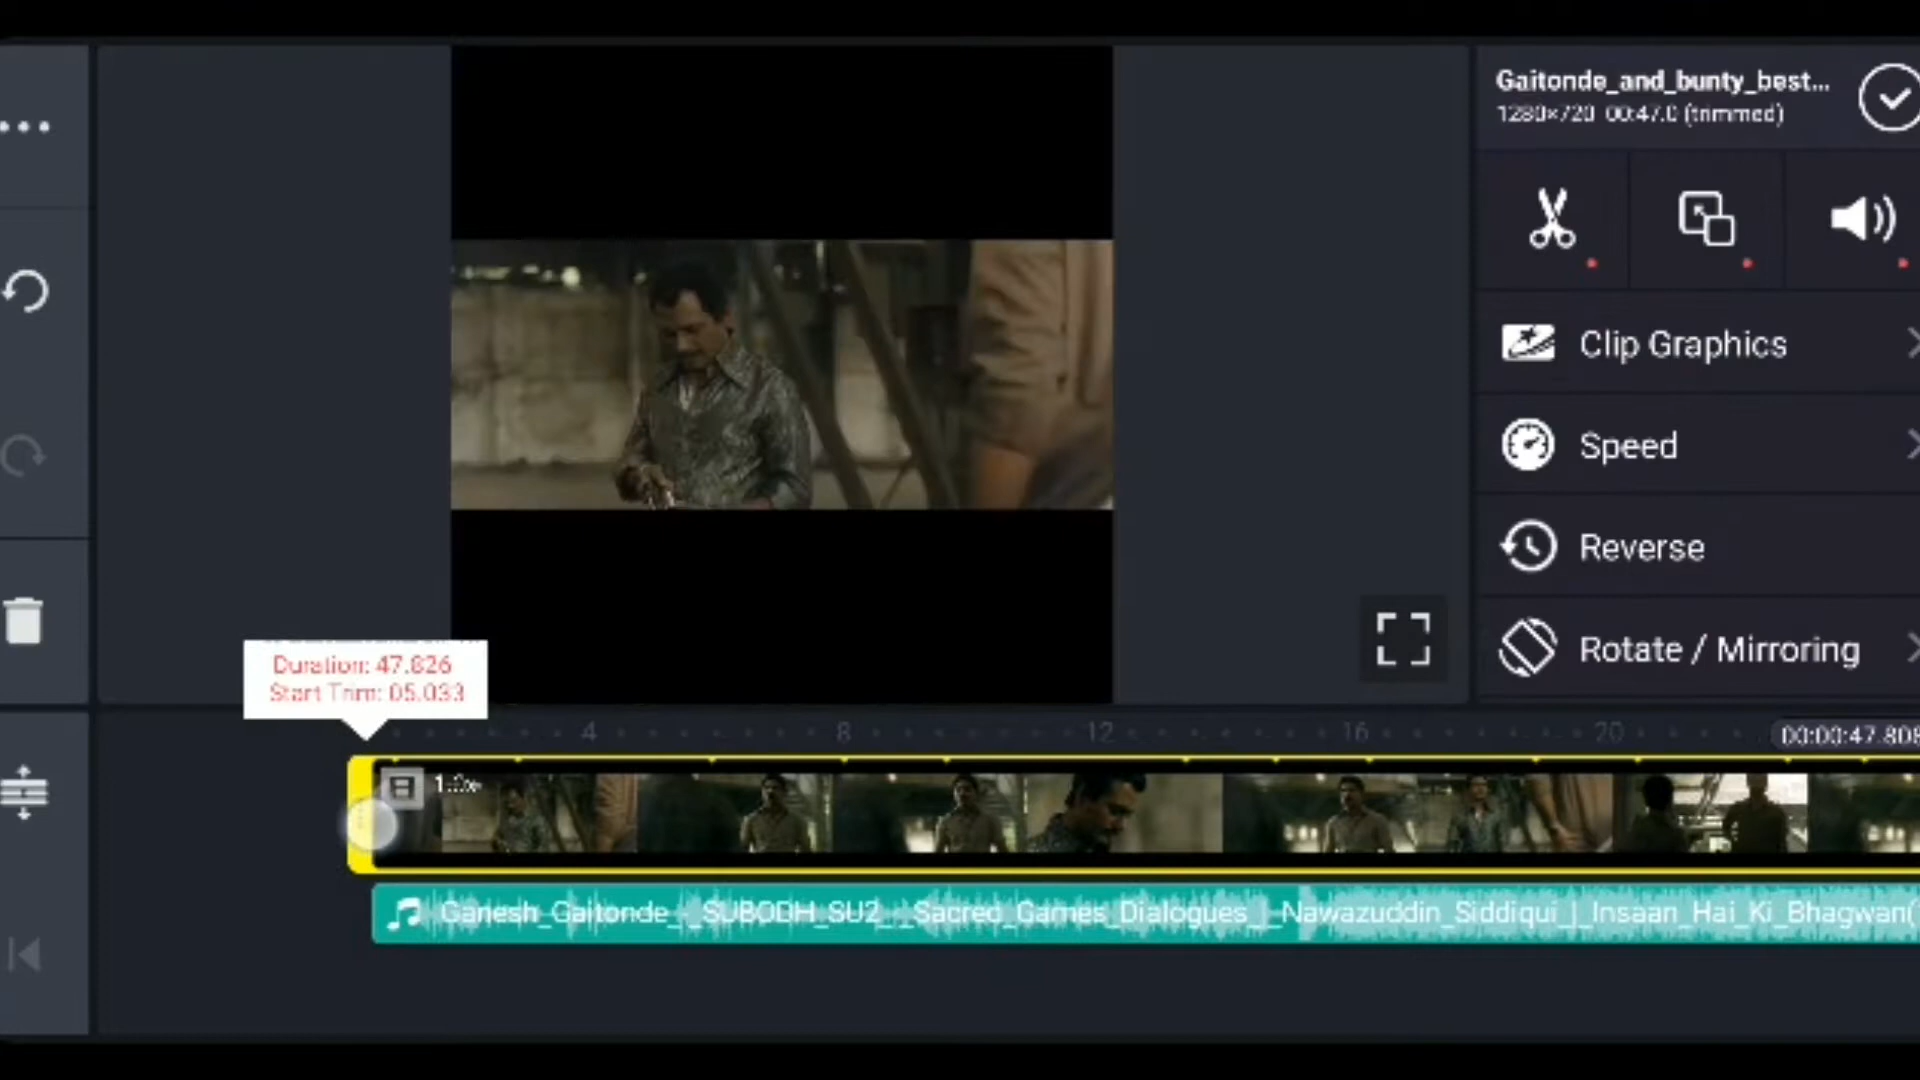 Gaitonde_and_bunty_best...
1280×720 00:47.0 (trimmed)
Clip Graphics
Speed
Reverse
Rotate / Mirroring
Duration: 47.826
Start Trim: 05.033
4 8 12 16 20 00:00:47.808
Ganesh_Gaitonde_-_SUBODH_SU2_-_Sacred_Games_Dialogues_|_Nawazuddin_Siddiqui_|_Insaan_Hai_Ki_Bhagwan(